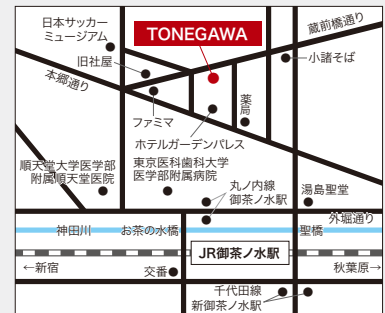 日本サッカー
ミュージアム
TONEGAWA
蔵前橋通り
旧社屋
小諸そば
本郷通り
ファミマ
薬局
ホテルガーデンパレス
順天堂大学医学部
附属順天堂医院
東京医科歯科大学
医学部附属病院
丸ノ内線
御茶ノ水駅
湯島聖堂
外堀通り
神田川
お茶の水橋
聖橋
JR御茶ノ水駅
←新宿
秋葉原→
交番
千代田線
新御茶ノ水駅